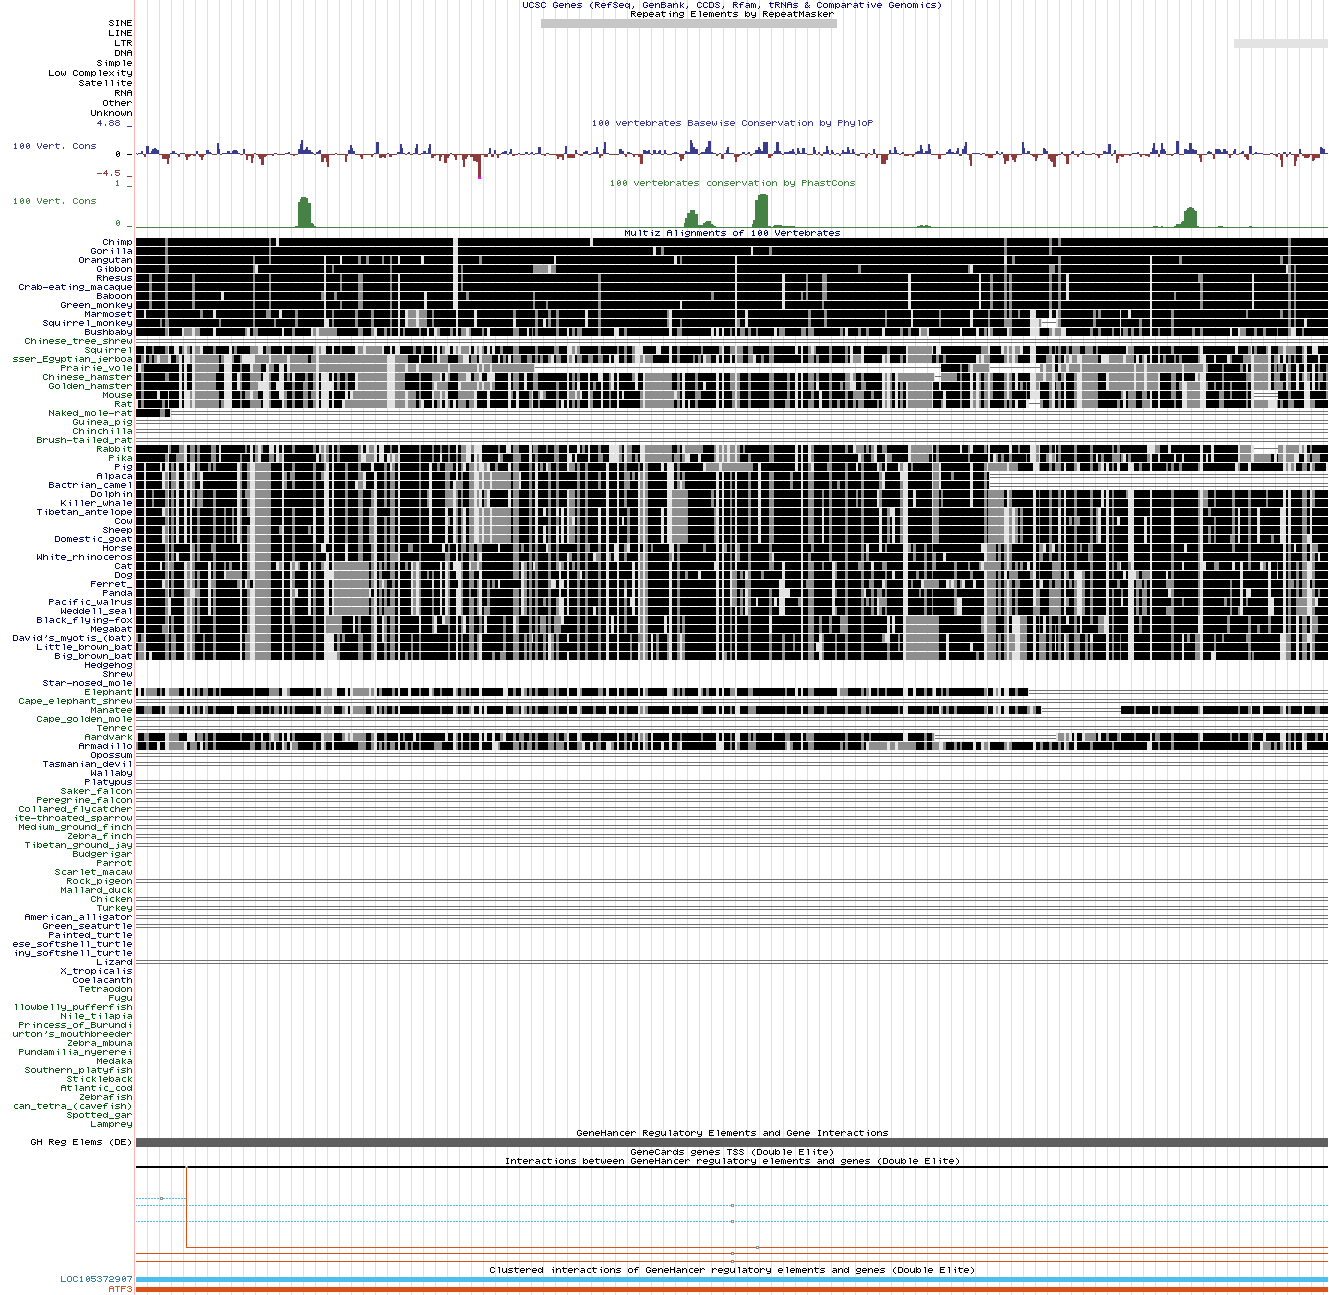 UCSC Genes (RefSeq, GenBank, CCDS, Rfam, tRNAs & Comparative Genomics)
Repeating Elements by RepeatMasker
SINE
LINE
LTR
DNA
Simple
Low Complexity
Satellite
RNA
Other
Unknown
100 vertebrates Basewise Conservation by PhyloP
4.88 _
100 Vert. Cons
0 -
-4.5 _
100 vertebrates conservation by PhastCons
1 _
100 Vert. Cons
0 _
Multiz Alignments of 100 Vertebrates
Chimp
Gorilla
Orangutan
Gibbon
Rhesus
Crab-eating_macaque
Baboon
Green_monkey
Marmoset
Squirrel_monkey
Bushbaby
Chinese_tree_shrew
Squirrel
sser_Egyptian_jerboa
Prairie_vole
Chinese_hamster
Golden_hamster
Mouse
Rat
Naked_mole-rat
Guinea_pig
Chinchilla
Brush-tailed_rat
Rabbit
Pika
Pig
Alpaca
Bactrian_camel
Dolphin
Killer_whale
Tibetan_antelope
Cow
Sheep
Domestic_goat
Horse
White_rhinoceros
Cat
Dog
Ferret_
Panda
Pacific_walrus
Weddell_seal
Black_flying-fox
Megabat
David's_myotis_(bat)
Little_brown_bat
Big_brown_bat
Hedgehog
Shrew
Star-nosed_mole
Elephant
Cape_elephant_shrew
Manatee
Cape_golden_mole
Tenrec
Aardvark
Armadillo
Opossum
Tasmanian_devil
Wallaby
Platypus
Saker_falcon
Peregrine_falcon
Collared_flycatcher
ite-throated_sparrow
Medium_ground_finch
Zebra_finch
Tibetan_ground_jay
Budgerigar
Parrot
Scarlet_macaw
Rock_pigeon
Mallard_duck
Chicken
Turkey
American_alligator
Green_seaturtle
Painted_turtle
ese_softshell_turtle
iny_softshell_turtle
Lizard
X_tropicalis
Coelacanth
Tetraodon
Fugu
llowbelly_pufferfish
Nile_tilapia
Princess_of_Burundi
urton's_mouthbreeder
Zebra_mbuna
Pundamilia_nyererei
Medaka
Southern_platyfish
Stickleback
Atlantic_cod
Zebrafish
can_tetra_(cavefish)
Spotted_gar
Lamprey
GeneHancer Regulatory Elements and Gene Interactions
GH Reg Elems (DE)
GeneCards genes TSS (Double Elite)
Interactions between GeneHancer regulatory elements and genes (Double Elite)
Clustered interactions of GeneHancer regulatory elements and genes (Double Elite)
LOC105372907
ATF3